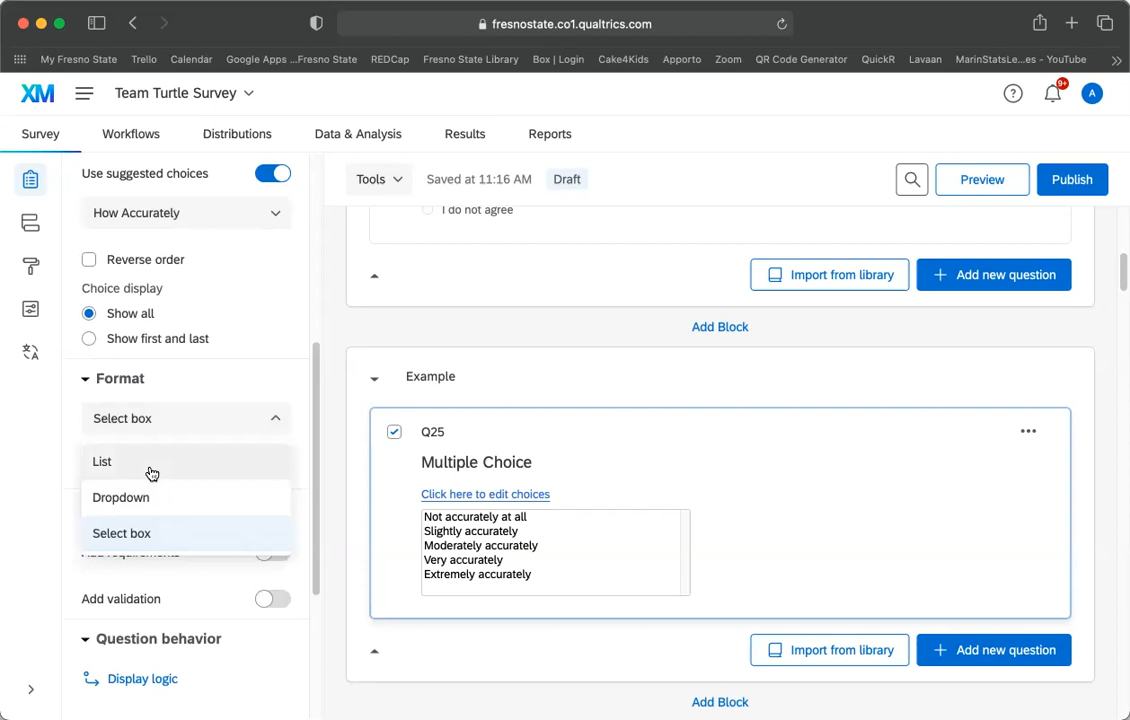 fresnostate.co1.qualtrics.com
My Fresno State Trello Calendar Google Apps ...Fresno State REDCap Fresno State Library Box | Login Cake4Kids Apporto Zoom QR Code Generator QuickR Lavaan MarinStatsLe...es - YouTube
XM Team Turtle Survey 9+ A
Survey Workflows Distributions Data & Analysis Results Reports
Use suggested choices
How Accurately
Reverse order
Choice display
Show all
Show first and last
Format
Select box
List
Dropdown
Select box
Add requirements
Add validation
Question behavior
Display logic
Tools Saved at 11:16 AM Draft Preview Publish
I do not agree
Import from library Add new question
Add Block
Example
Q25
Multiple Choice
Click here to edit choices
Not accurately at all
Slightly accurately
Moderately accurately
Very accurately
Extremely accurately
Import from library Add new question
Add Block